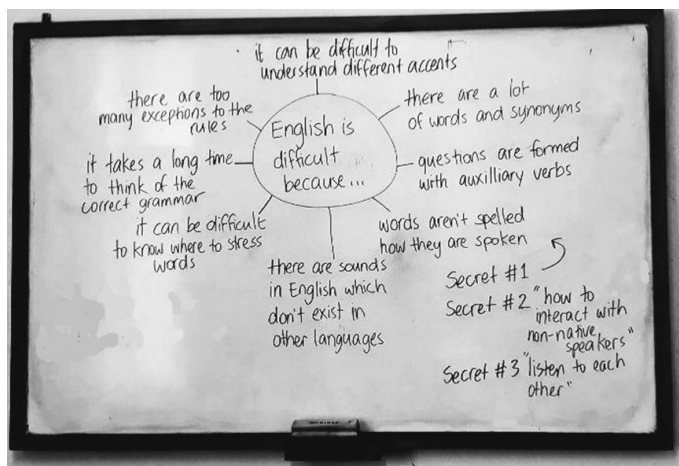 it can be difficult to
understand different accents
there are too
many exceptions to the
rules
English is
difficult
because...
there are a lot
of words and synonyms
it takes a long time
to think of the
correct grammar
questions are formed
with auxilliary verbs
it can be difficult
to know where to stress
words
words aren't spelled
how they are spoken
there are sounds
in English which
don't exist in
other languages
Secret #1
Secret #2 "how to
interact with
non-native
speakers"
Secret #3 "listen to each
other"